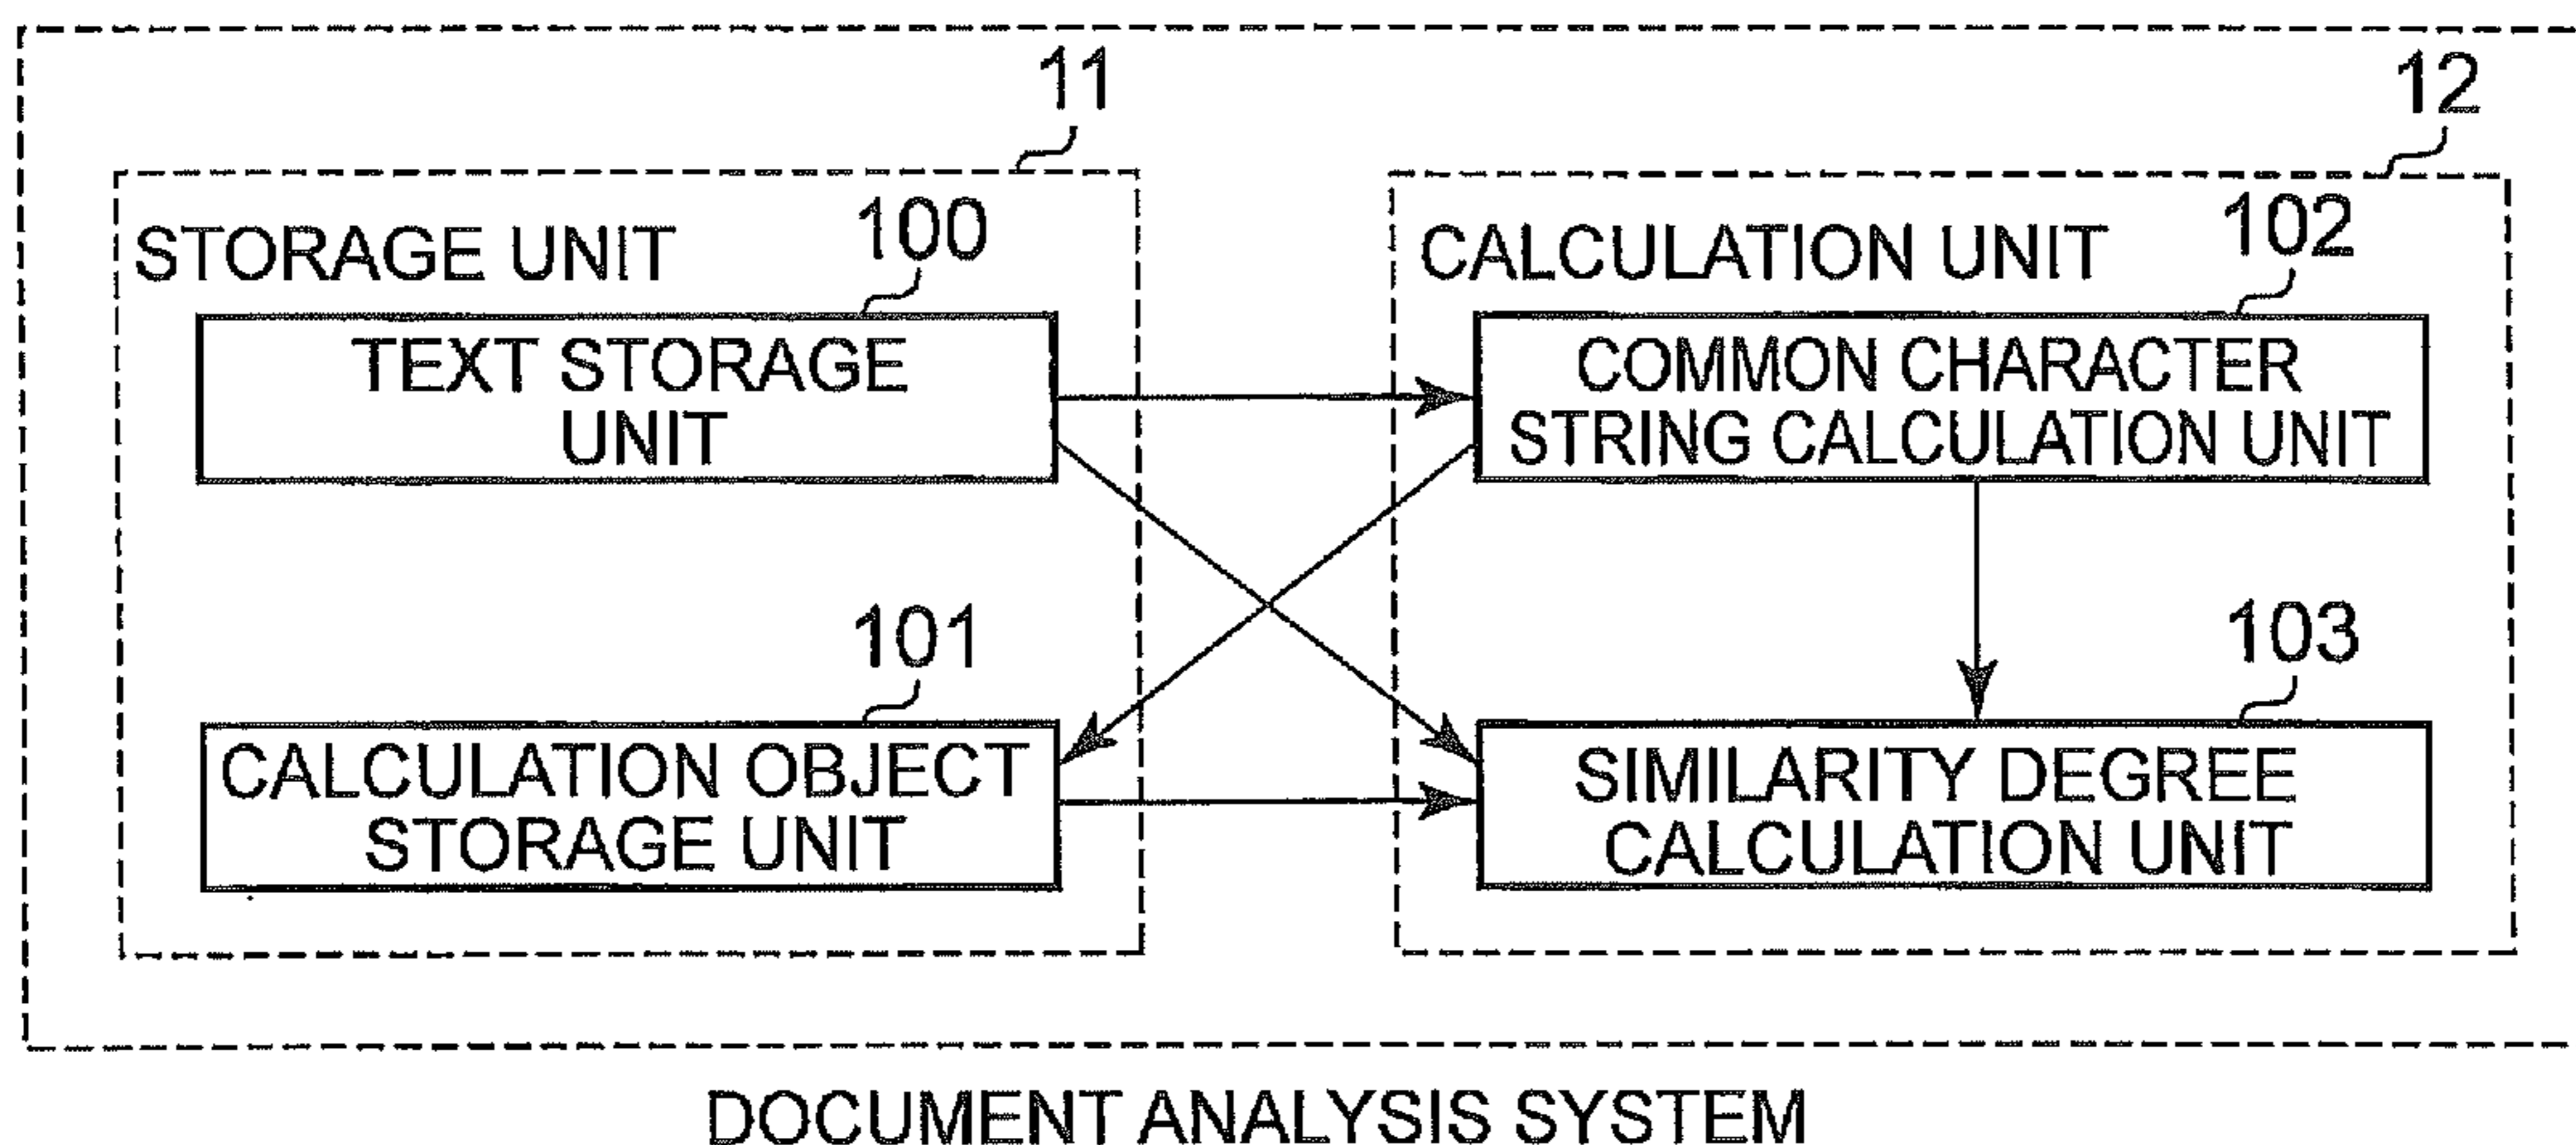 11
12
STORAGE UNIT
100
CALCULATION UNIT
102
TEXT STORAGE
UNIT
COMMON CHARACTER
STRING CALCULATION UNIT
101
103
CALCULATION OBJECT
STORAGE UNIT
SIMILARITY DEGREE
CALCULATION UNIT
DOCUMENT ANALYSIS SYSTEM